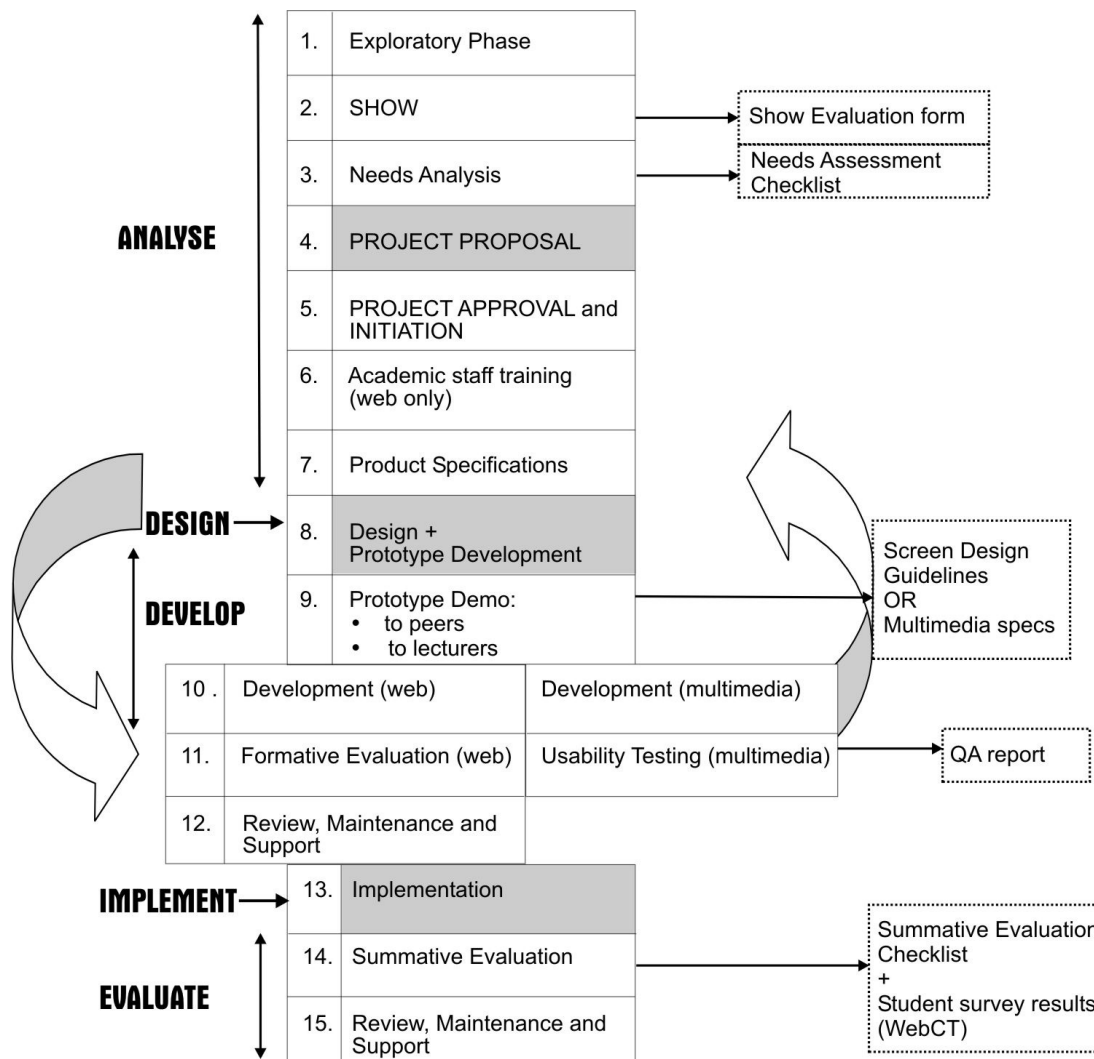 1. Exploratory Phase
2. SHOW
Show Evaluation form
3. Needs Analysis
Needs Assessment
Checklist
ANALYSE
4. PROJECT PROPOSAL
5. PROJECT APPROVAL and
INITIATION
6. Academic staff training
(web only)
7. Product Specifications
DESIGN
8. Design +
Prototype Development
DEVELOP
9. Prototype Demo:
• to peers
• to lecturers
Screen Design
Guidelines
OR
Multimedia specs
10 . Development (web) Development (multimedia)
11. Formative Evaluation (web) Usability Testing (multimedia)
QA report
12. Review, Maintenance and
Support
IMPLEMENT
13. Implementation
14. Summative Evaluation
Summative Evaluation
Checklist
+
Student survey results
(WebCT)
EVALUATE
15. Review, Maintenance and
Support